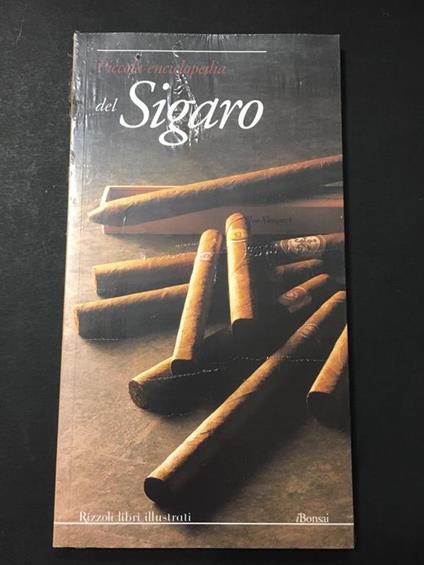 Piccola enciclopedia
del Sigaro
Rizzoli libri illustrati
iBonsai